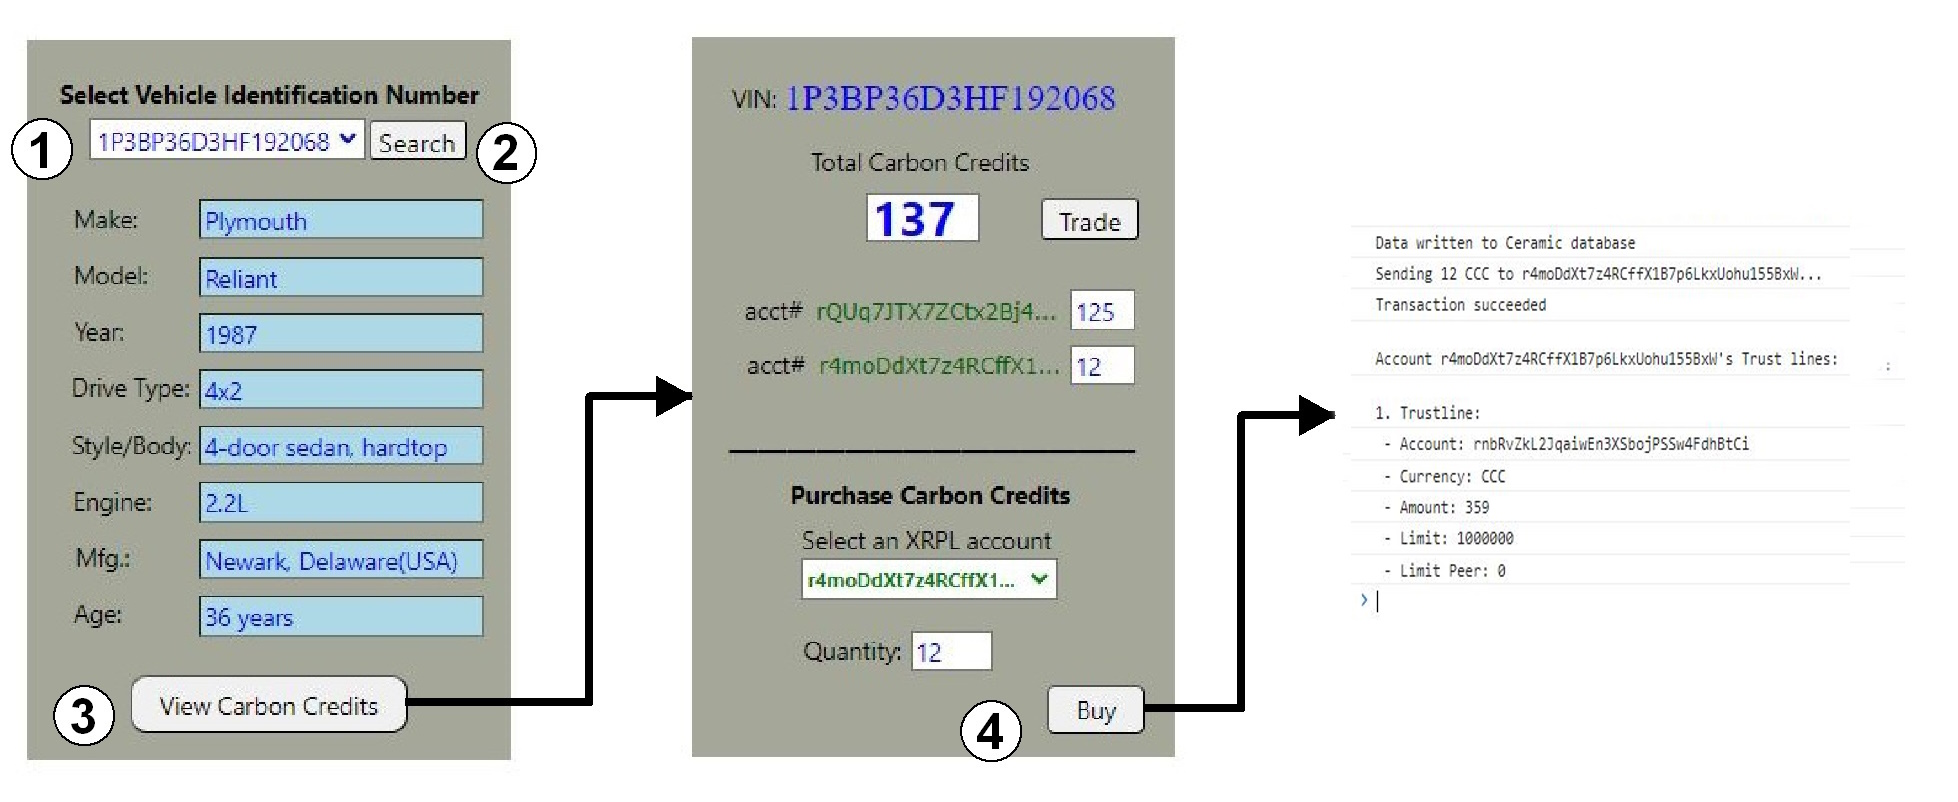 Select Vehicle Identification Number
1 1P3BP36D3HF192068 Search 2
Make: Plymouth
Model: Reliant
Year: 1987
Drive Type: 4x2
Style/Body: 4-door sedan, hardtop
Engine: 2.2L
Mfg.: Newark, Delaware(USA)
Age: 36 years
3 View Carbon Credits
VIN: 1P3BP36D3HF192068
Total Carbon Credits
137 Trade
acct# rQUq7JTX7ZCtx2Bj4... 125
acct# r4moDdXt7z4RCffX1... 12
Purchase Carbon Credits
Select an XRPL account
r4moDdXt7z4RCffX1...
Quantity: 12
4 Buy
Data written to Ceramic database
Sending 12 CCC to r4moDdXt7z4RCffX1B7p6LkxUohu155BxW...
Transaction succeeded
Account r4moDdXt7z4RCffX1B7p6LkxUohu155BxW's Trust lines:
1. Trustline:
- Account: rnbRvZkL2JqaiwEn3XSbojPSSw4FdhBtCi
- Currency: CCC
- Amount: 359
- Limit: 1000000
- Limit Peer: 0